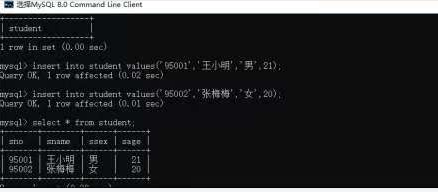 选择MySQL 8.0 Command Line Client
| student |
1 row in set (0.00 sec)
mysql> insert into student values('95001','王小明','男',21);
Query OK, 1 row affected (0.02 sec)
mysql> insert into student values('95002','张梅梅','女',20);
Query OK, 1 row affected (0.01 sec)
mysql> select * from student;
| sno | sname | ssex | sage |
| 95001 | 王小明 | 男 | 21 |
| 95002 | 张梅梅 | 女 | 20 |